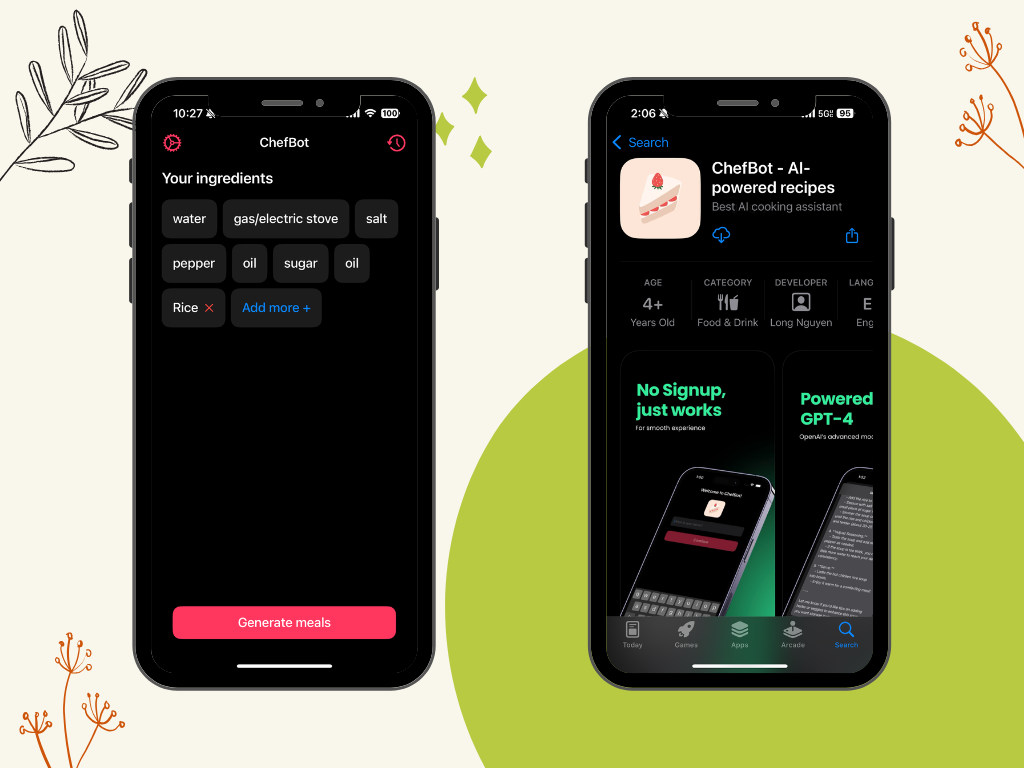 10:27
100
ChefBot
Your ingredients
water
gas/electric stove
salt
pepper
oil
sugar
oil
Rice
Add more +
Generate meals
2:06
5G
95
Search
ChefBot - AI-
powered recipes
Best AI cooking assistant
AGE
CATEGORY
DEVELOPER
LANG
4+
E
Years Old
Food & Drink
Long Nguyen
Eng
No Signup,
just works
For smooth experience
Powered
GPT-4
OpenAI's advanced mod
Welcome to ChefBot!
Today
Games
Apps
Arcade
Search